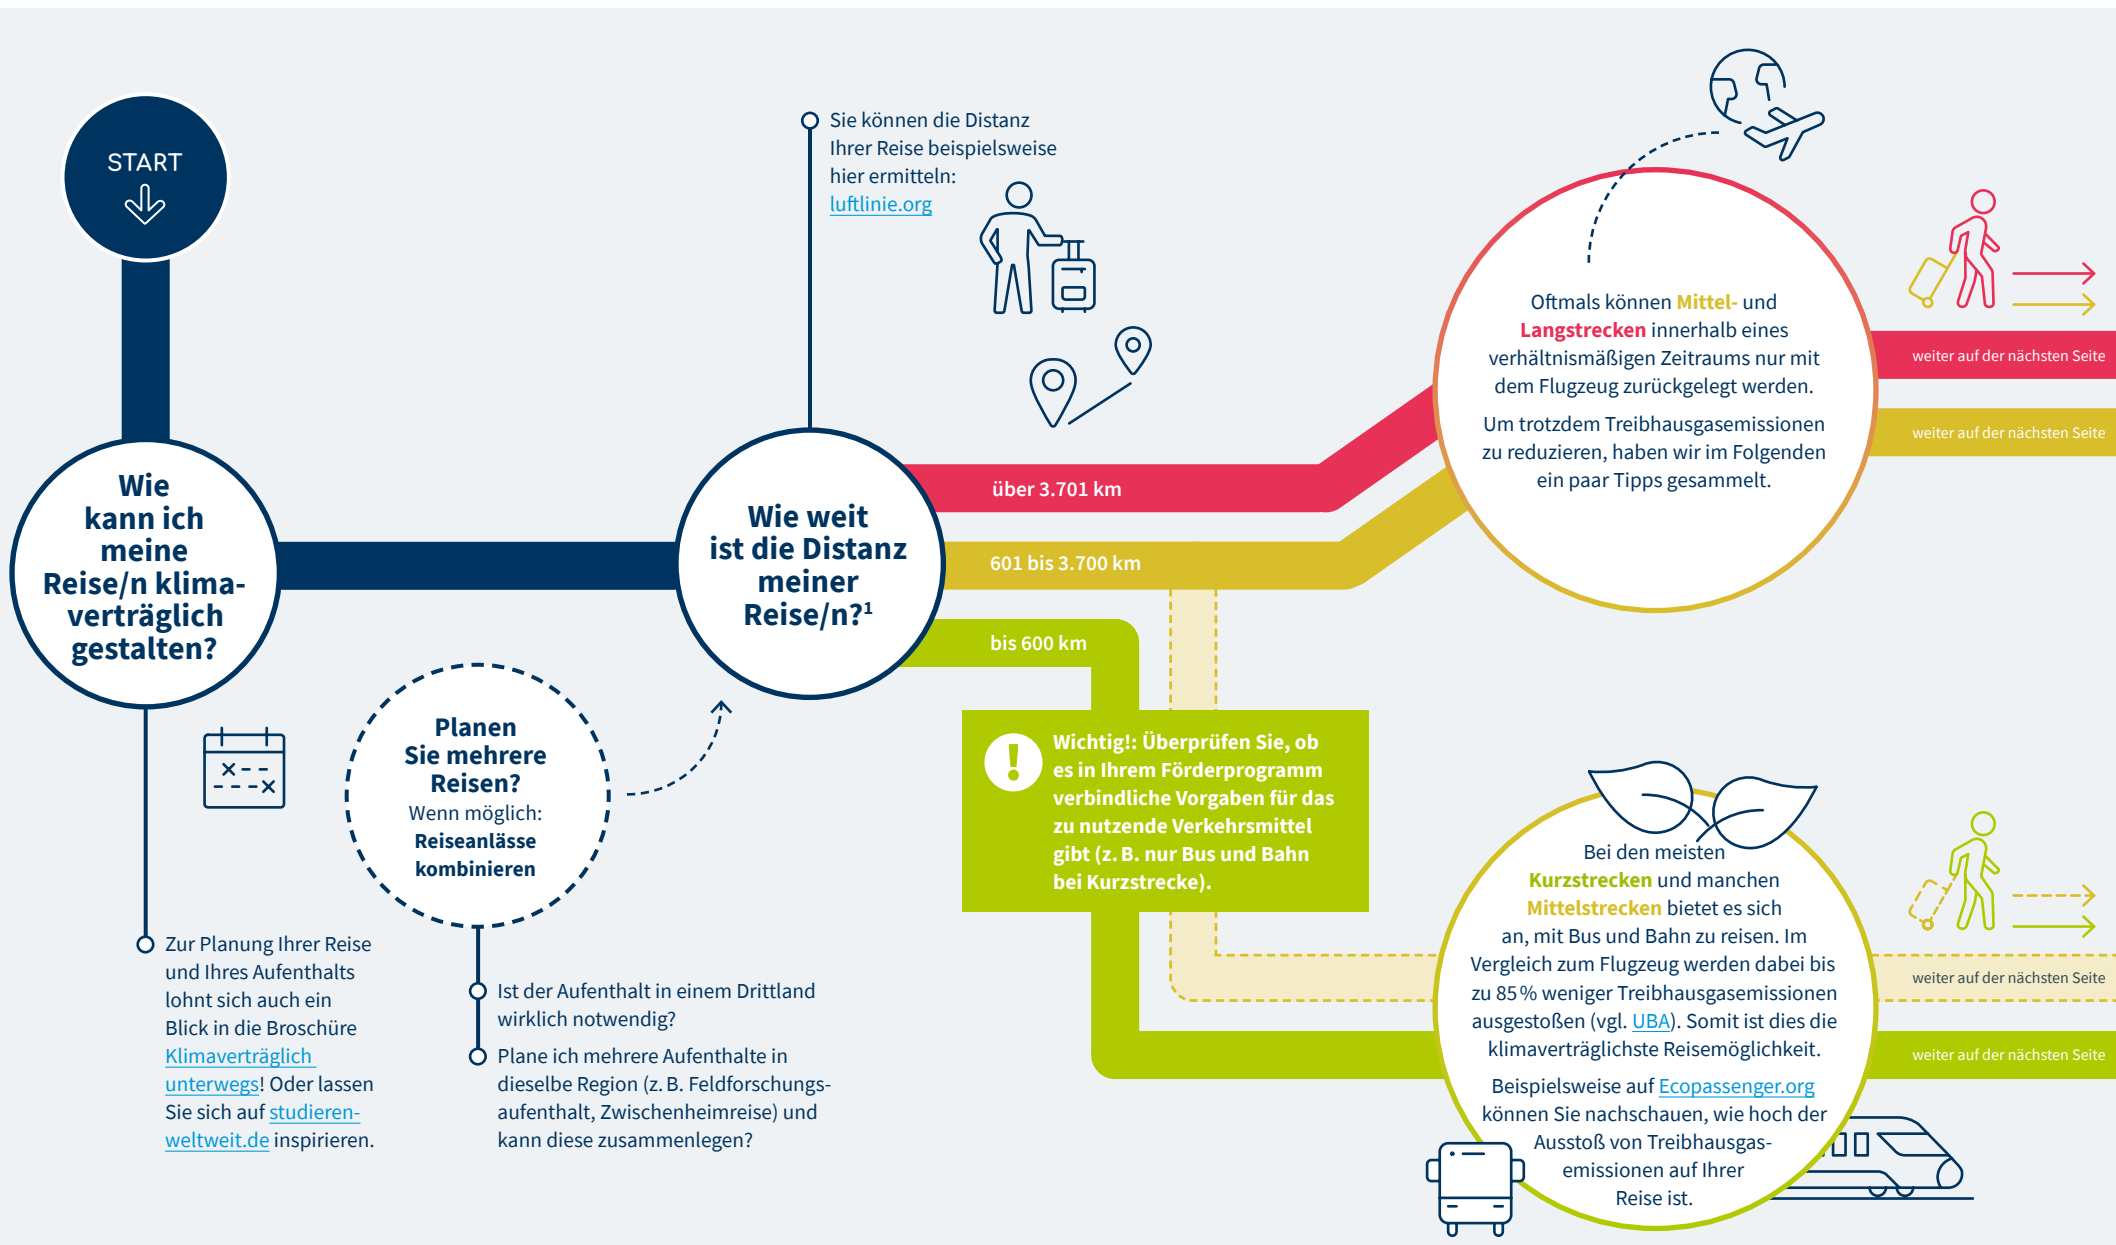 START
Wie
kann ich
meine
Reise/n klima-
verträglich
gestalten?
Zur Planung Ihrer Reise
und Ihres Aufenthalts
lohnt sich auch ein
Blick in die Broschüre
Klimaverträglich
unterwegs! Oder lassen
Sie sich auf studieren-
weltweit.de inspirieren.
Planen
Sie mehrere
Reisen?
Wenn möglich:
Reiseanlässe
kombinieren
Ist der Aufenthalt in einem Drittland
wirklich notwendig?
Plane ich mehrere Aufenthalte in
dieselbe Region (z. B. Feldforschungs-
aufenthalt, Zwischenheimreise) und
kann diese zusammenlegen?
Sie können die Distanz
Ihrer Reise beispielsweise
hier ermitteln:
luftlinie.org
Wie weit
ist die Distanz
meiner
Reise/n?¹
über 3.701 km
601 bis 3.700 km
bis 600 km
Wichtig!: Überprüfen Sie, ob
es in Ihrem Förderprogramm
verbindliche Vorgaben für das
zu nutzende Verkehrsmittel
gibt (z. B. nur Bus und Bahn
bei Kurzstrecke).
Oftmals können Mittel- und
Langstrecken innerhalb eines
verhältnismäßigen Zeitraums nur mit
dem Flugzeug zurückgelegt werden.
Um trotzdem Treibhausgasemissionen
zu reduzieren, haben wir im Folgenden
ein paar Tipps gesammelt.
weiter auf der nächsten Seite
weiter auf der nächsten Seite
Bei den meisten
Kurzstrecken und manchen
Mittelstrecken bietet es sich
an, mit Bus und Bahn zu reisen. Im
Vergleich zum Flugzeug werden dabei bis
zu 85 % weniger Treibhausgasemissionen
ausgestoßen (vgl. UBA). Somit ist dies die
klimaverträglichste Reisemöglichkeit.
Beispielsweise auf Ecopassenger.org
können Sie nachschauen, wie hoch der
Ausstoß von Treibhausgas-
emissionen auf Ihrer
Reise ist.
weiter auf der nächsten Seite
weiter auf der nächsten Seite